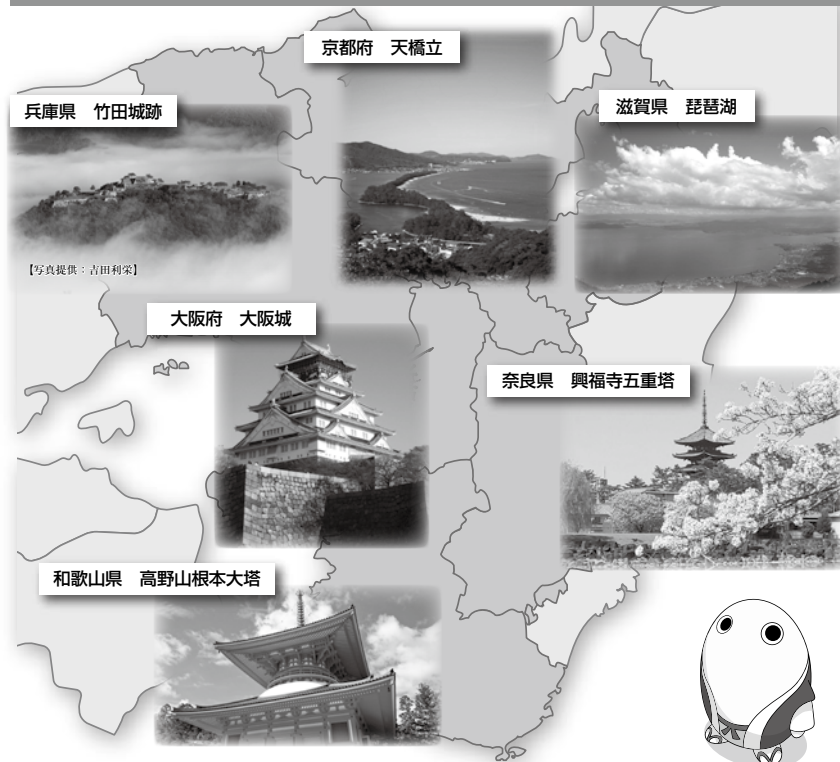 京都府　天橋立
兵庫県　竹田城跡
滋賀県　琵琶湖
【写真提供：吉田利栄】
大阪府　大阪城
奈良県　興福寺五重塔
和歌山県　高野山根本大塔